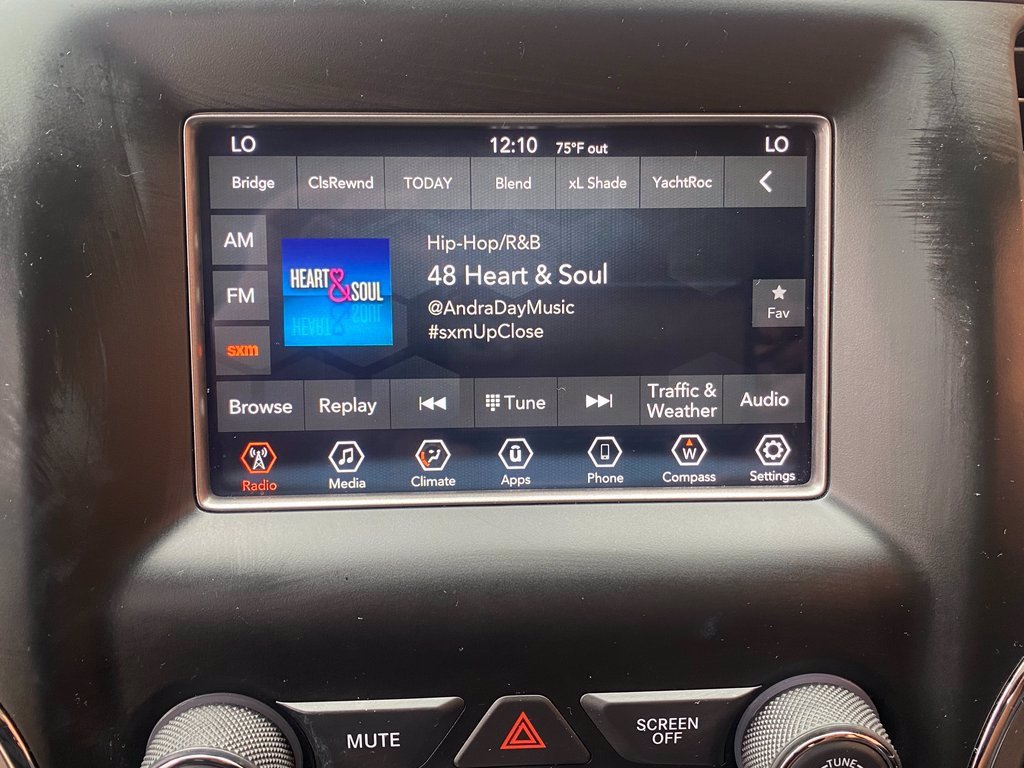 LO 12:10 75°F out LO
Bridge ClsRewnd TODAY Blend xL Shade YachtRoc
AM
FM
sxm
HEART & SOUL
Hip-Hop/R&B
48 Heart & Soul
@AndraDayMusic
#sxmUpClose
Fav
Browse Replay Tune Traffic & Weather Audio
Radio Media Climate Apps Phone W Compass Settings
MUTE
SCREEN
OFF
TUNE